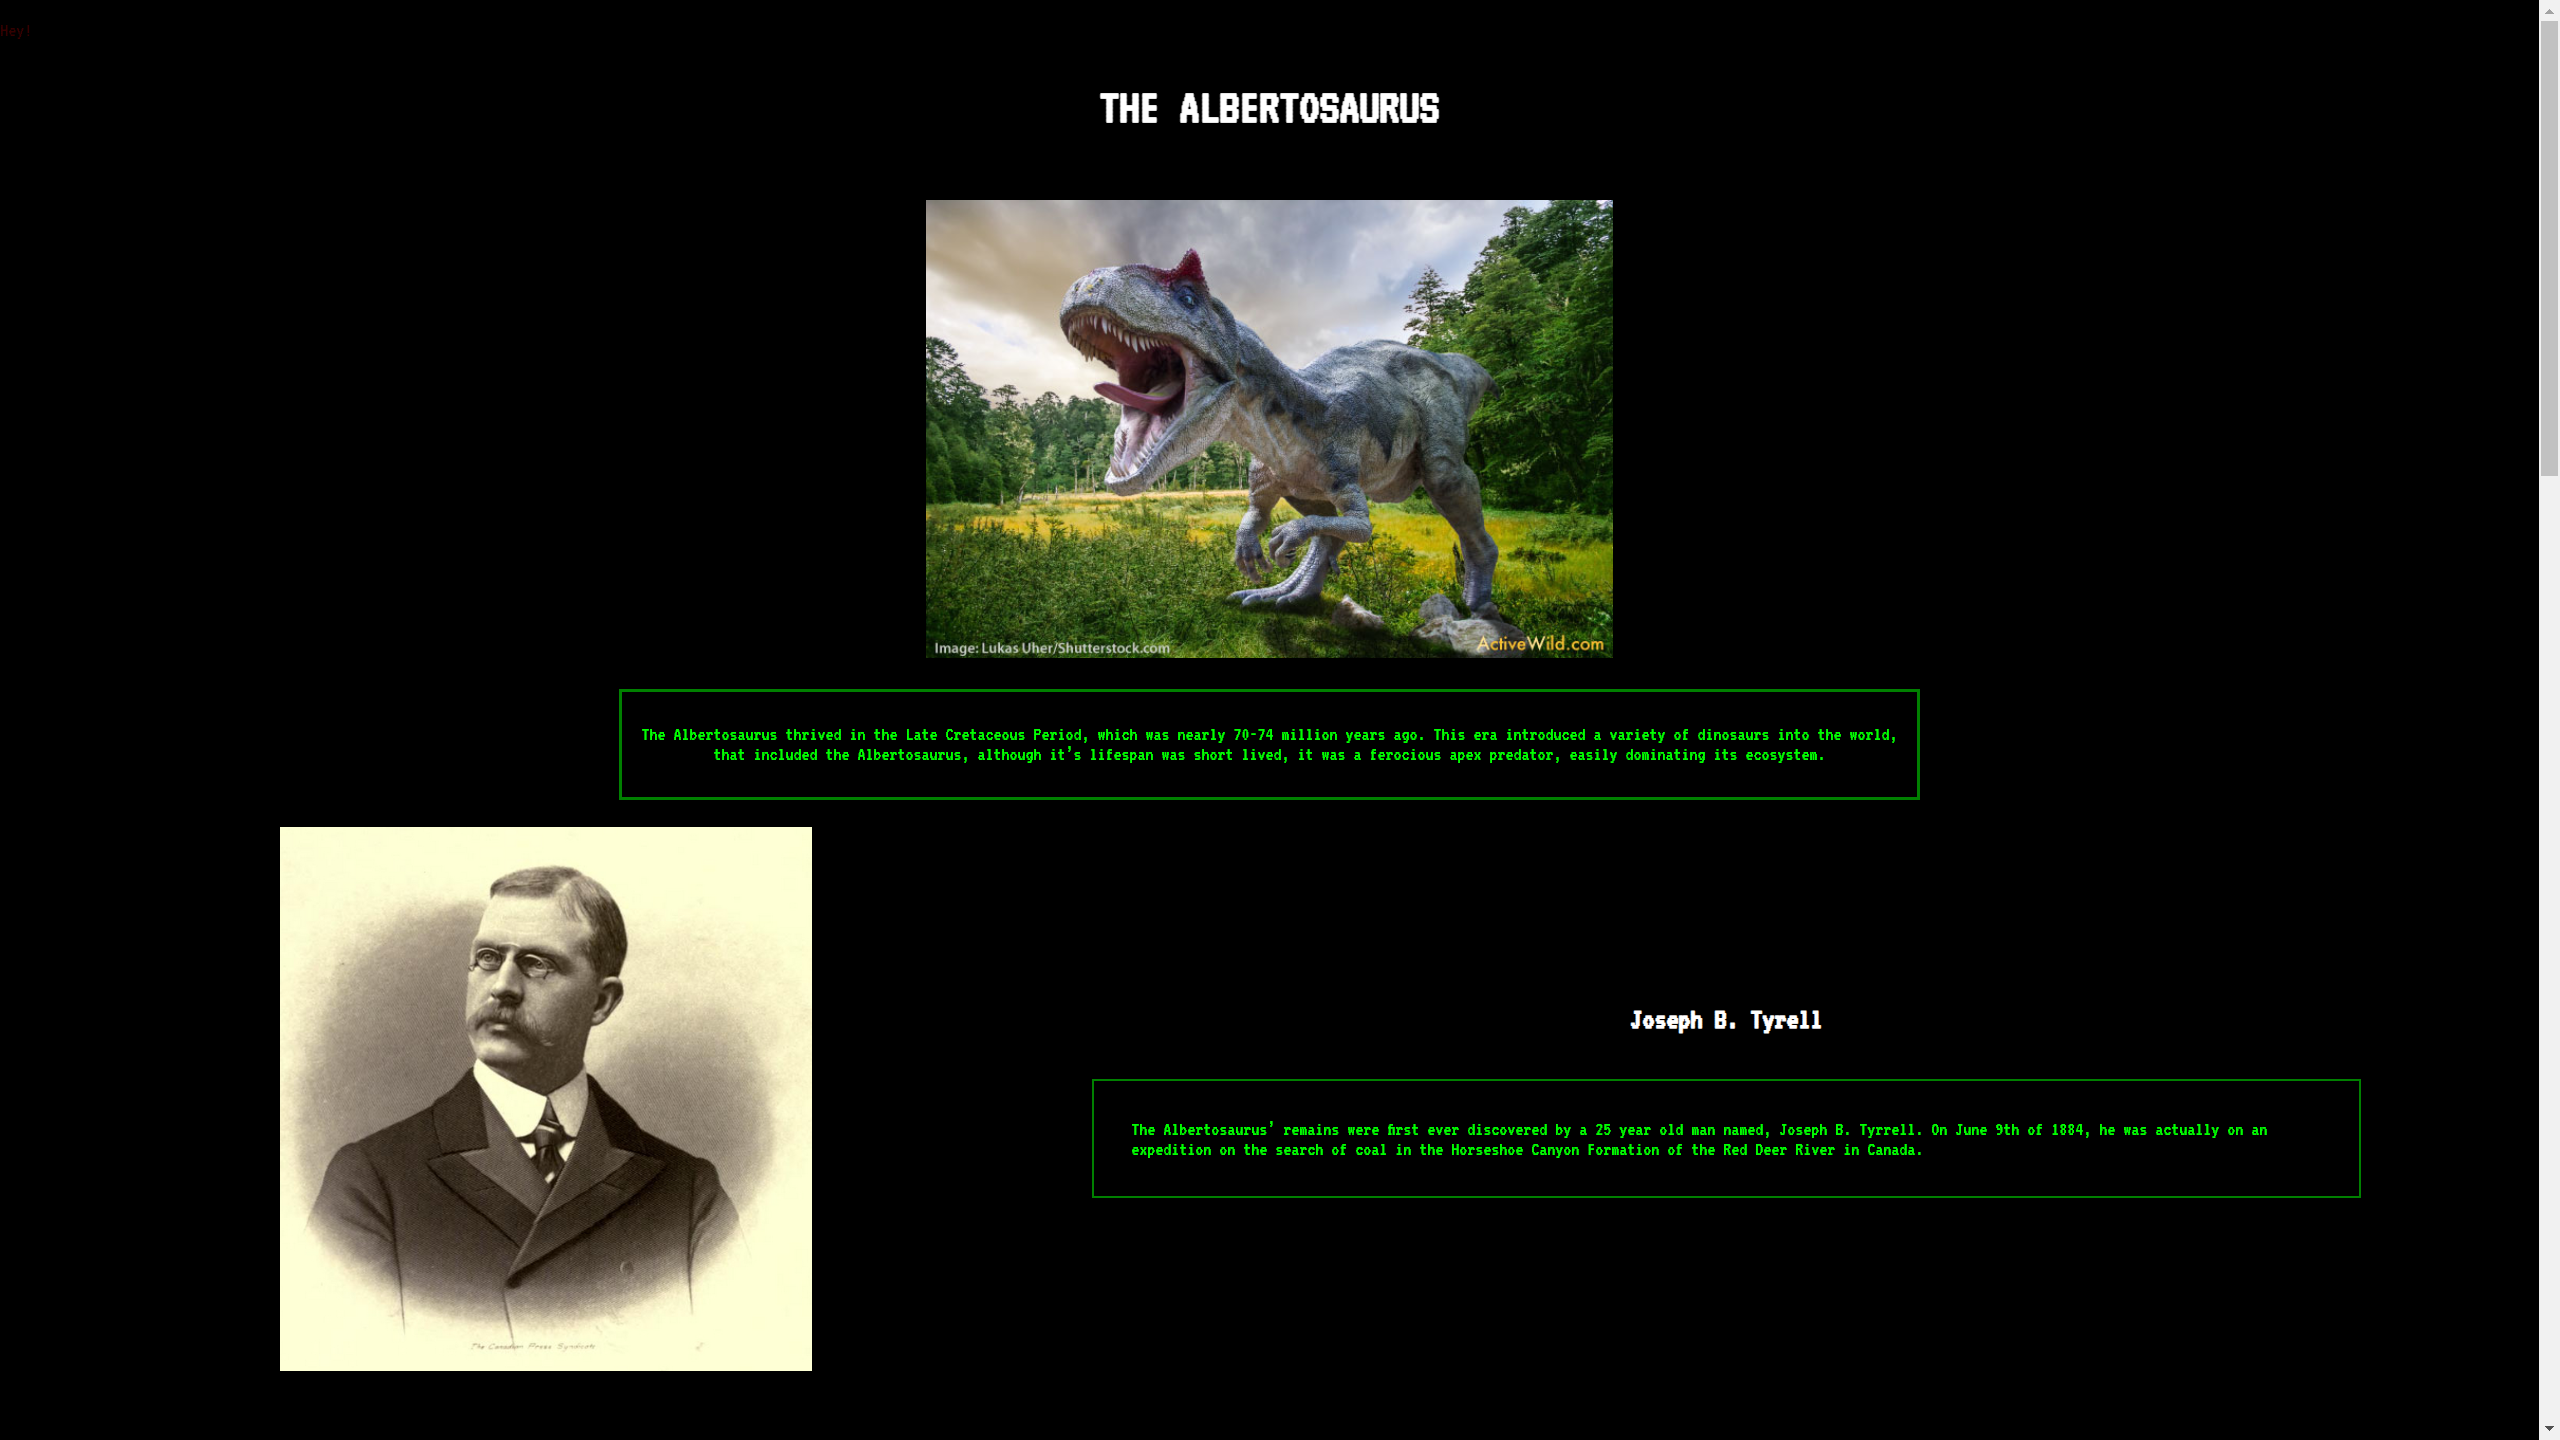 Hey!
THE ALBERTOSAURUS
Image: Lukas Uher/Shutterstock.com
ActiveWild.com
The Albertosaurus thrived in the Late Cretaceous Period, which was nearly 70-74 million years ago. This era introduced a variety of dinosaurs into the world,
that included the Albertosaurus, although it’s lifespan was short lived, it was a ferocious apex predator, easily dominating its ecosystem.
Joseph B. Tyrell
The Albertosaurus’ remains were first ever discovered by a 25 year old man named, Joseph B. Tyrrell. On June 9th of 1884, he was actually on an
expedition on the search of coal in the Horseshoe Canyon Formation of the Red Deer River in Canada.
The Canadian Press Syndicate